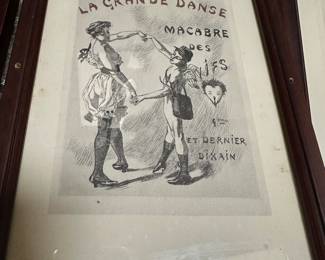 LA GRANDE DANSE
MACABRE
DES
ifs
ET DERNIER
DIXAIN